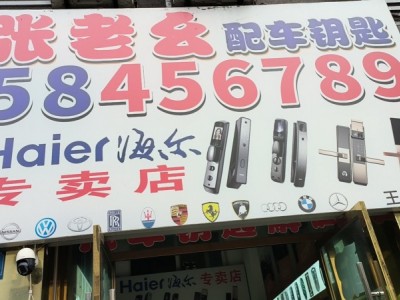 张老幺 配车钥匙
58456789
Haier海尔
专卖店
王
Haier海尔 专卖店